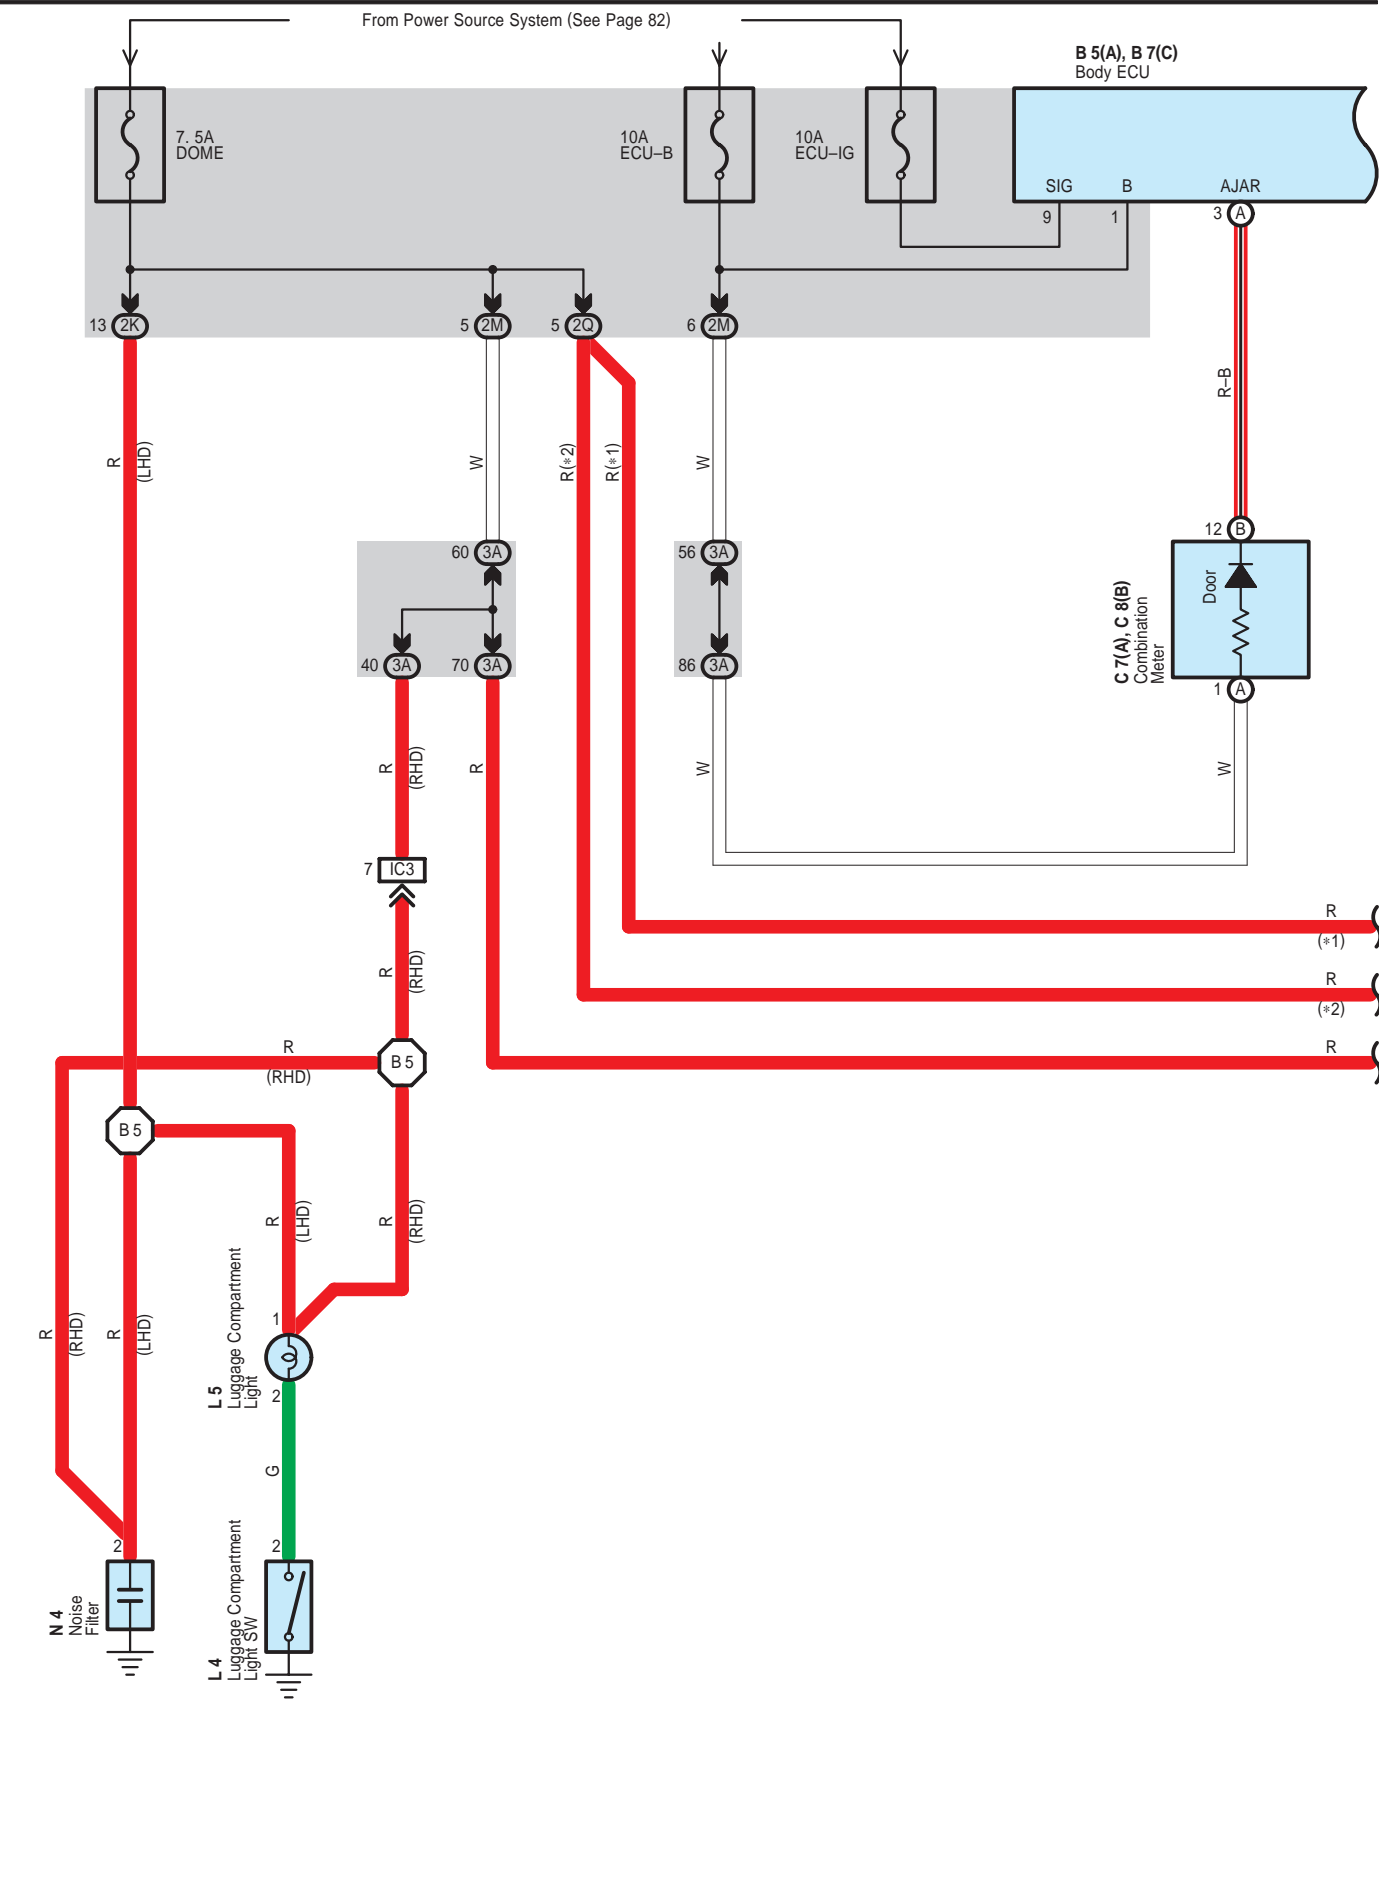 From Power Source System (See Page 82)
B 5(A), B 7(C)
Body ECU
7. 5A
DOME
10A
ECU–B
10A
ECU–IG
SIG
B
AJAR
9
1
3
A
13
2K
5
2M
5
2Q
6
2M
R
(LHD)
W
R(*2)
R(*1)
W
R–B
60
3A
56
3A
12
B
Door
C 7(A), C 8(B)
Combination
Meter
40
3A
70
3A
86
3A
1
A
R
(RHD)
R
W
W
7
IC3
R
(*1)
R
(RHD)
R
(*2)
R
(RHD)
B 5
R
B 5
R
(LHD)
R
(RHD)
R
(RHD)
R
(LHD)
1
L 5
Luggage Compartment
Light
2
G
2
2
N 4
Noise
Filter
L 4
Luggage Compartment
Light SW